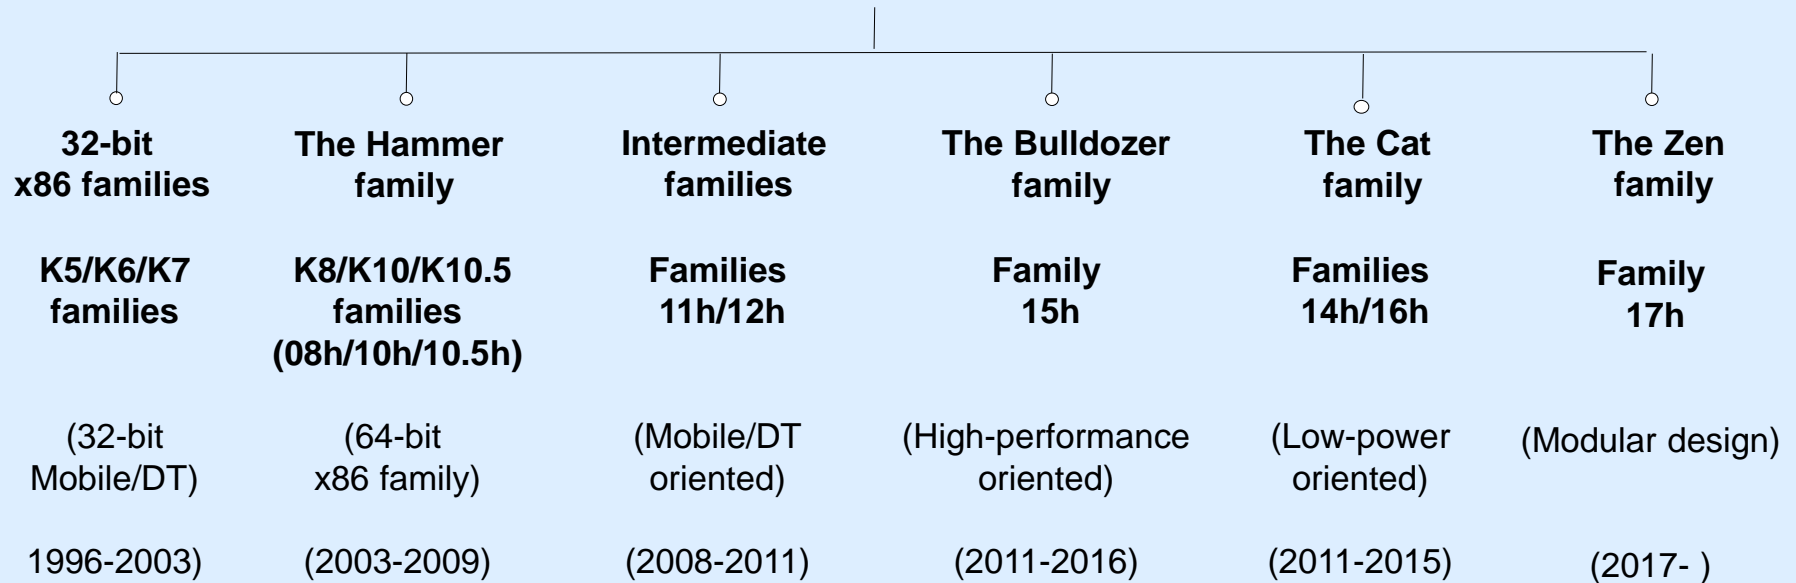 32-bit
x86 families
K5/K6/K7
families
(32-bit
Mobile/DT)
1996-2003)
The Hammer
family
K8/K10/K10.5
families
(08h/10h/10.5h)
(64-bit
x86 family)
(2003-2009)
Intermediate
families
Families
11h/12h
(Mobile/DT
oriented)
(2008-2011)
The Bulldozer
family
Family
15h
(High-performance
oriented)
(2011-2016)
The Cat
family
Families
14h/16h
(Low-power
oriented)
(2011-2015)
The Zen
family
Family
17h
(Modular design)
(2017- )